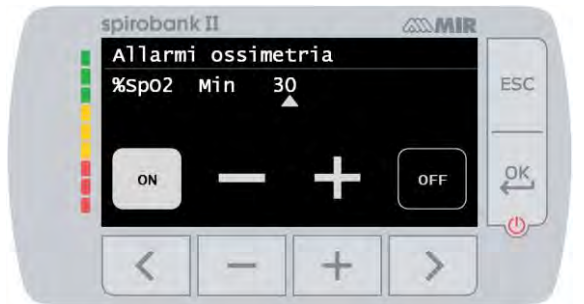 spirobank II MIR
Allarmi ossimetria
%SpO2 Min 30
ESC
ON − + OFF
OK
< − + >